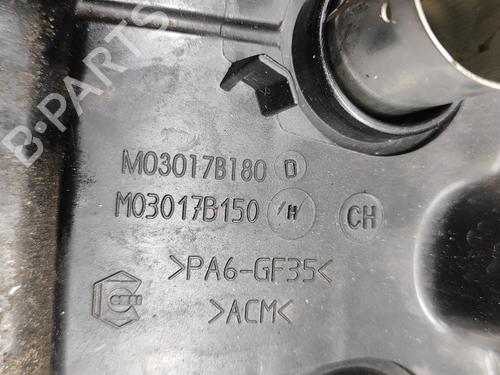 B-PARTS
M03017B180 D
M03017B150 H CH
>PA6-GF35<
>ACM<